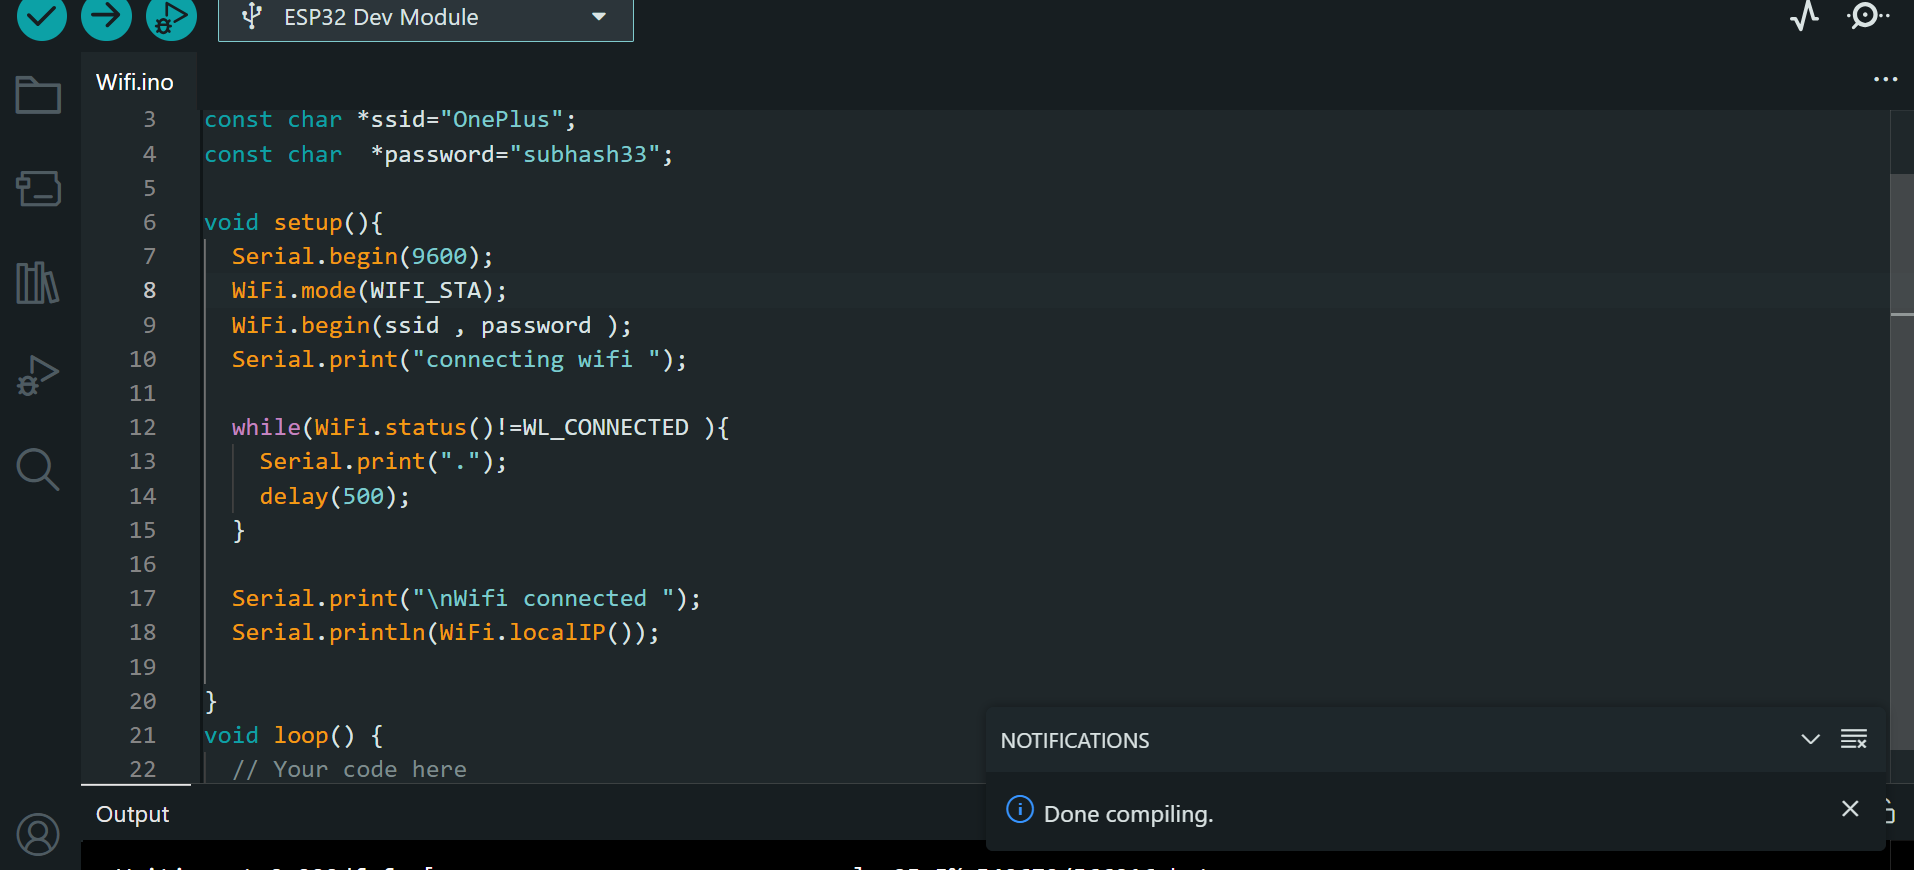 ESP32 Dev Module
Wifi.ino
3 const char *ssid="OnePlus";
4 const char  *password="subhash33";
5
6 void setup(){
7   Serial.begin(9600);
8   WiFi.mode(WIFI_STA);
9   WiFi.begin(ssid , password );
10   Serial.print("connecting wifi ");
11
12   while(WiFi.status()!=WL_CONNECTED ){
13     Serial.print(".");
14     delay(500);
15   }
16
17   Serial.print("\nWifi connected ");
18   Serial.println(WiFi.localIP());
19
20 }
21 void loop() {
22   // Your code here
NOTIFICATIONS
Done compiling.
Output